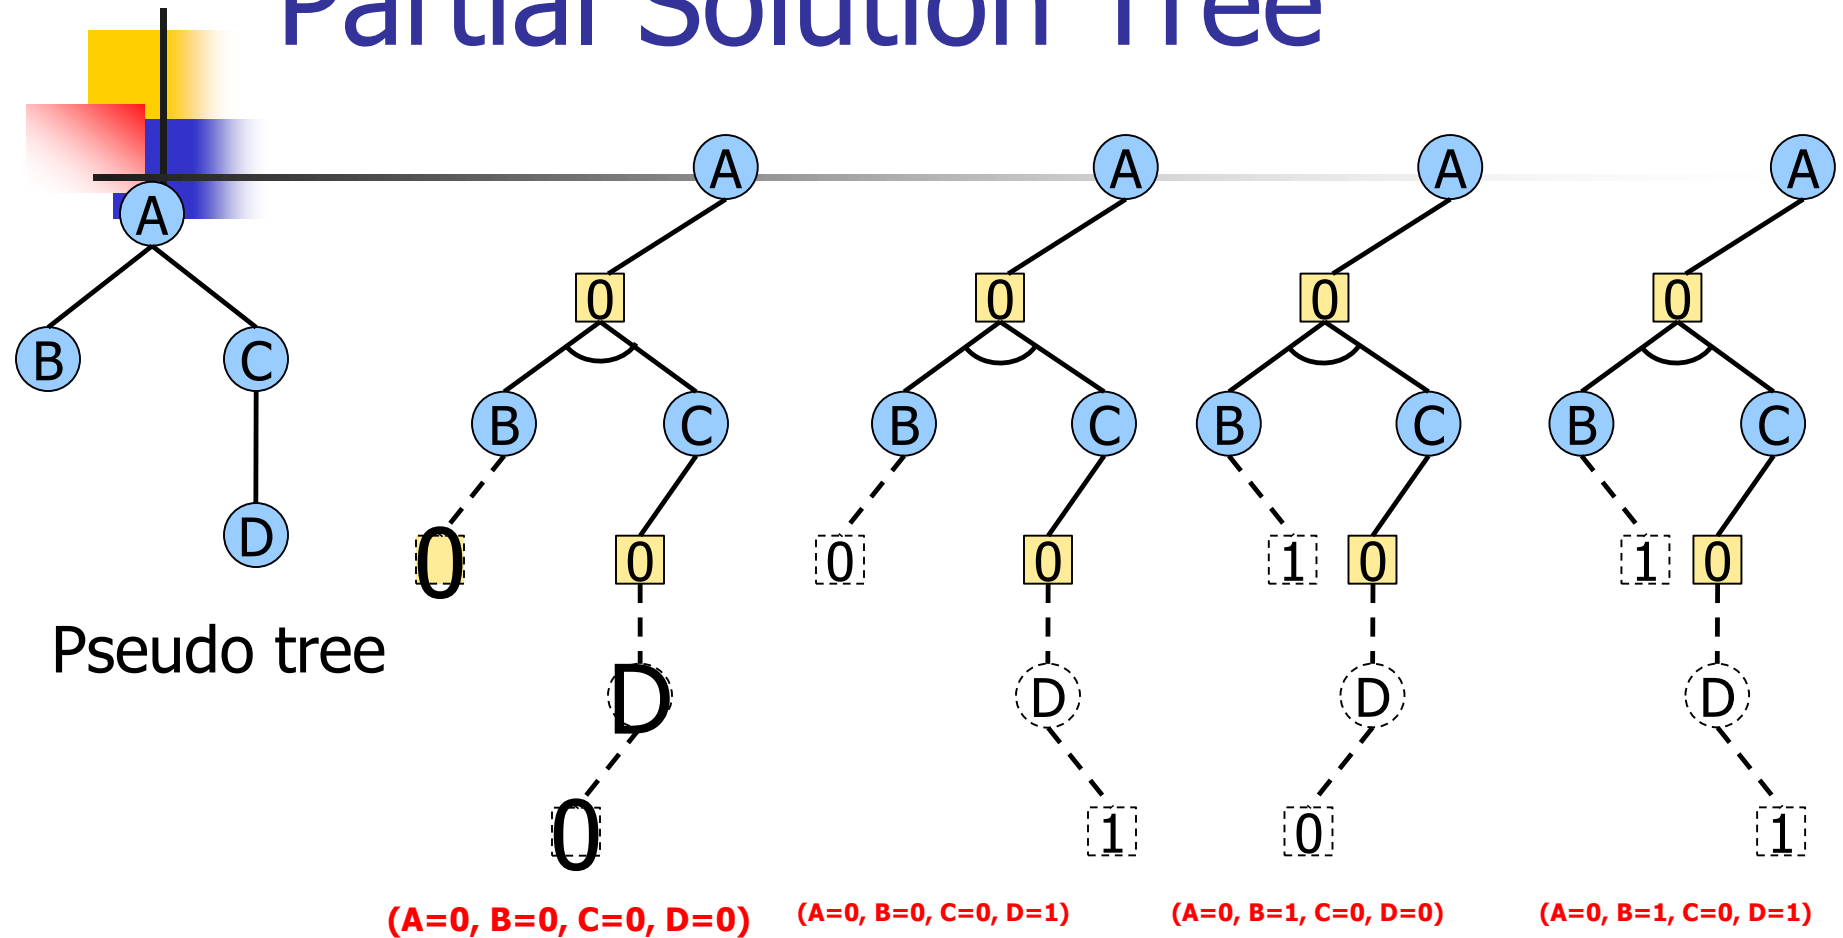 Partial Solution Tree
A A A A
A
0 0 0 0
B C
B C B C B C B C
D
0 0 0 0 1 0 1 0
Pseudo tree
D D D D
0 1 0 1
(A=0, B=0, C=0, D=0) (A=0, B=0, C=0, D=1) (A=0, B=1, C=0, D=0) (A=0, B=1, C=0, D=1)